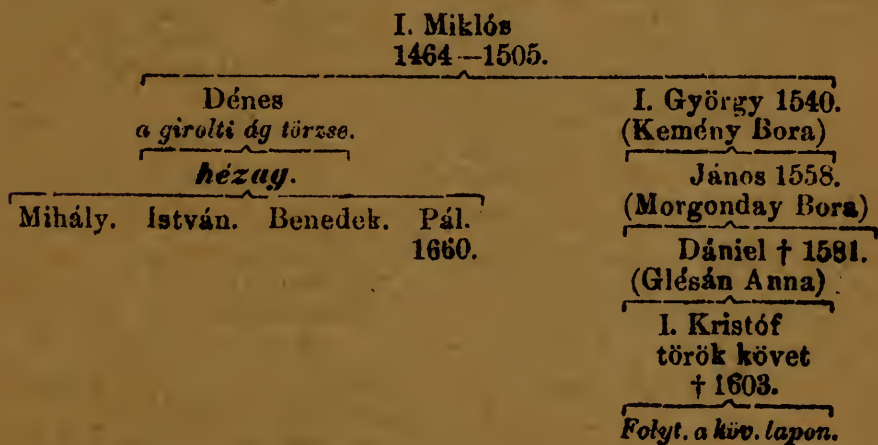 I. Miklós
1464—1505.
Dénes
a girolti ág törzse.
hézag.
Mihály. István. Benedek. Pál.
1660.
I. György 1540.
(Kemény Bora)
János 1558.
(Morgonday Bora)
Dániel † 1581.
(Glésán Anna)
I. Kristóf
török követ
† 1603.
Folyt. a köv. lapon.